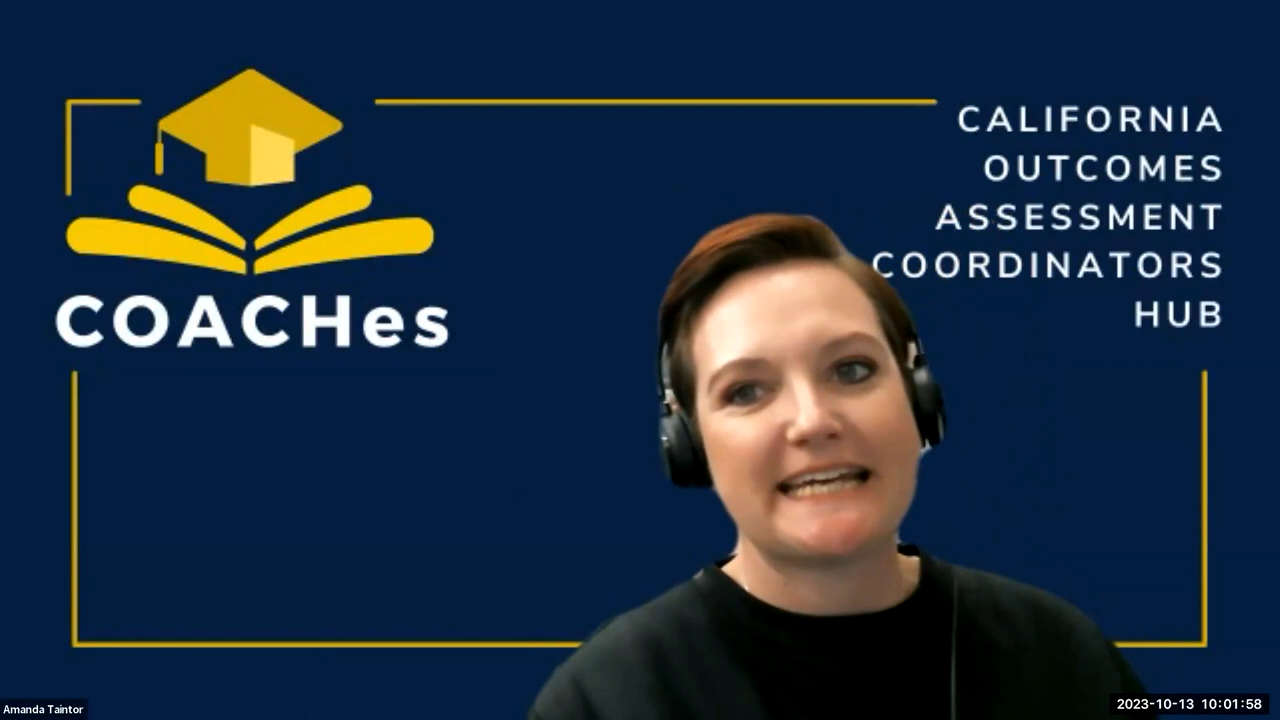 COACHes
CALIFORNIA
OUTCOMES
ASSESSMENT
COORDINATORS
HUB
Amanda Taintor
2023-10-13 10:01:58